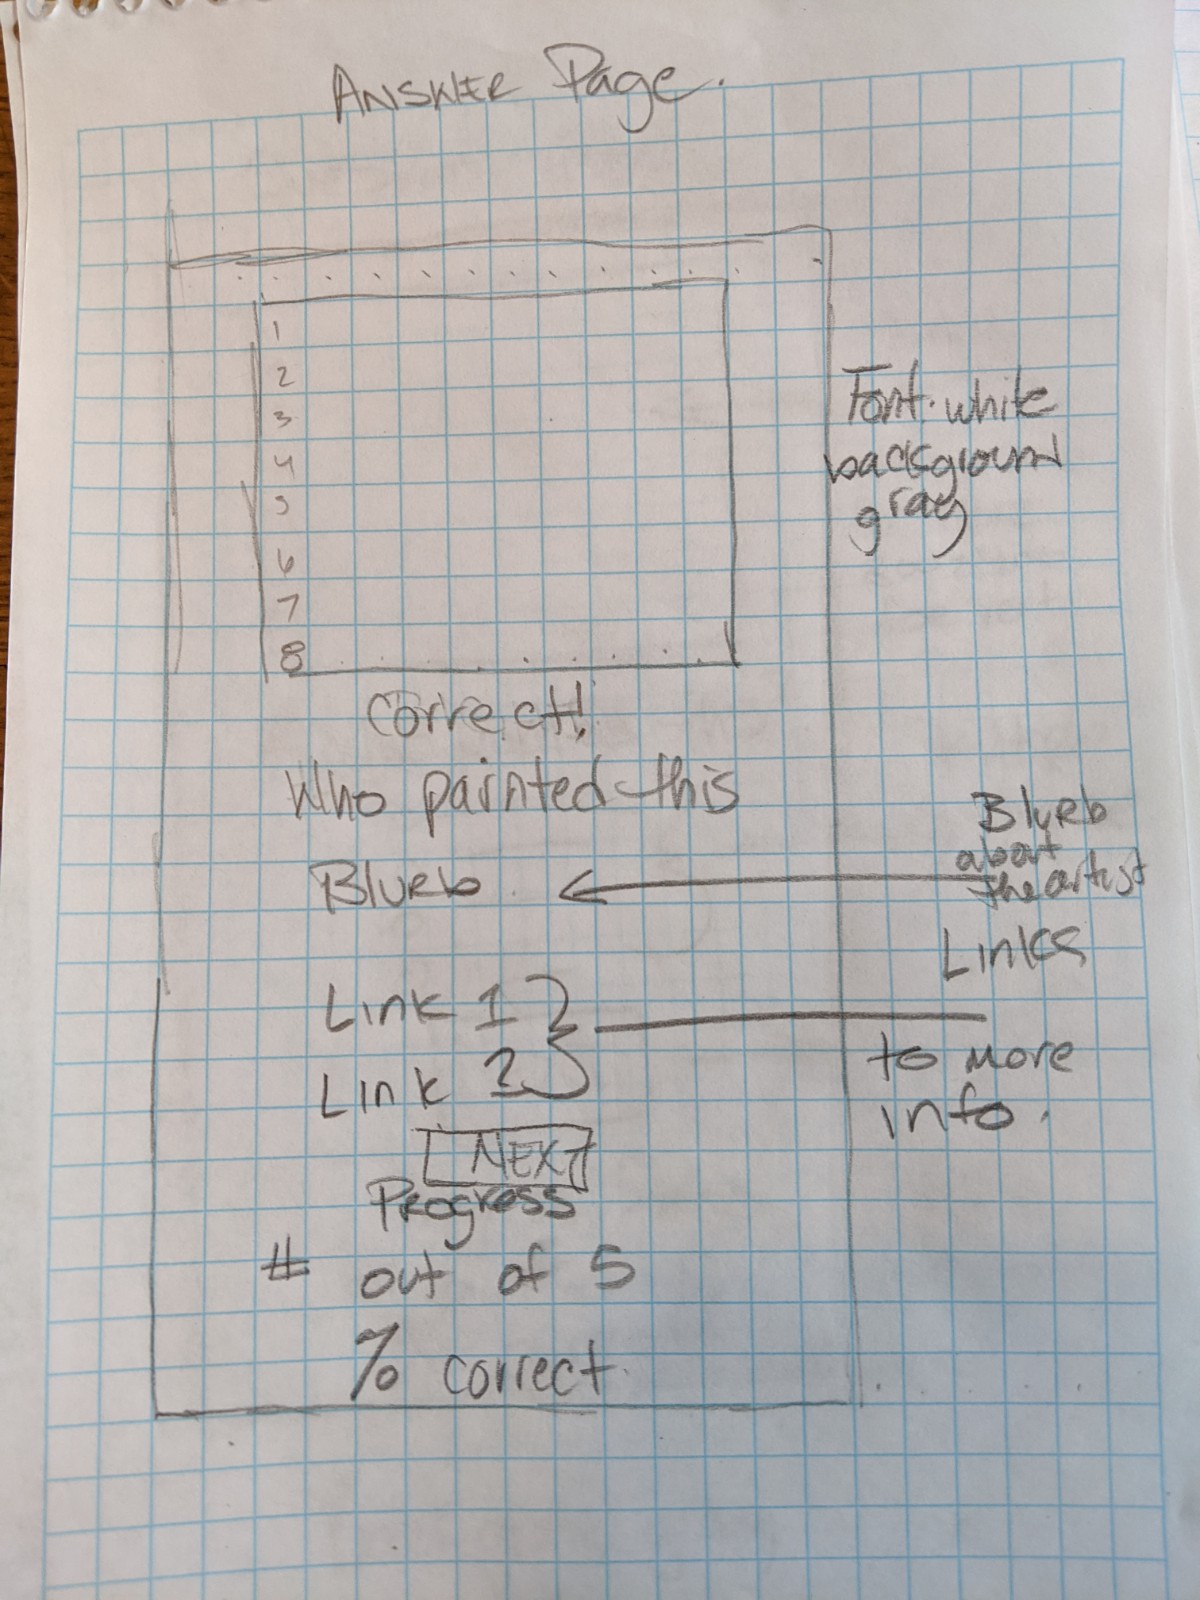 Answer Page.
1
2
3
4
5
6
7
8
Font. white
background
gray
Correct!
Who painted this
Blurb
Blurb
about
the artist
Links
Link 1
Link 2
to more
info.
NEXT
Progress
# out of 5
% correct